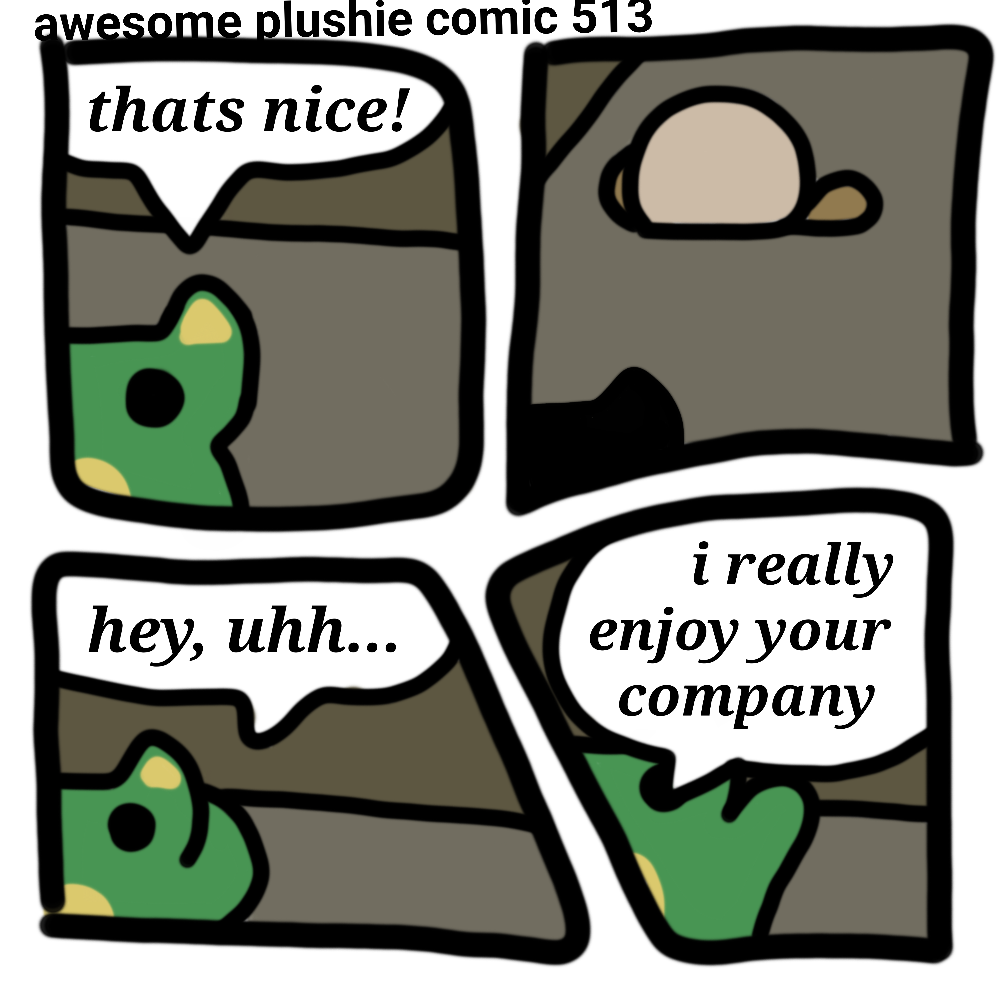 awesome plushie comic 513
thats nice!
hey, uhh...
i really
enjoy your
company